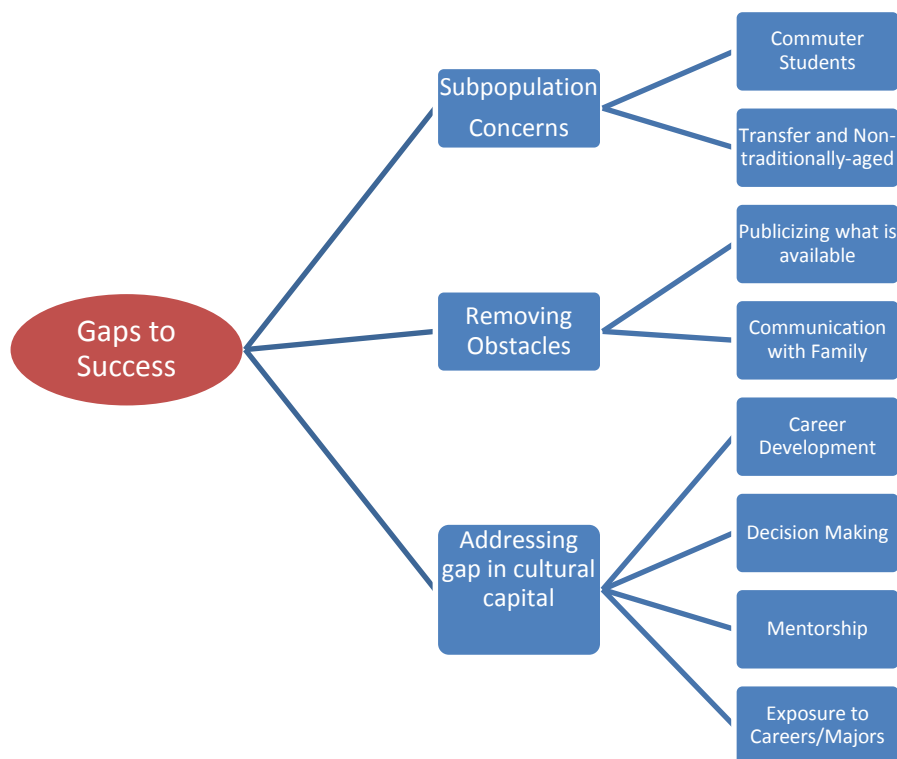 Gaps to
Success
Subpopulation
Concerns
Commuter
Students
Transfer and Non-
traditionally-aged
Removing
Obstacles
Publicizing what is
available
Communication
with Family
Addressing
gap in cultural
capital
Career
Development
Decision Making
Mentorship
Exposure to
Careers/Majors